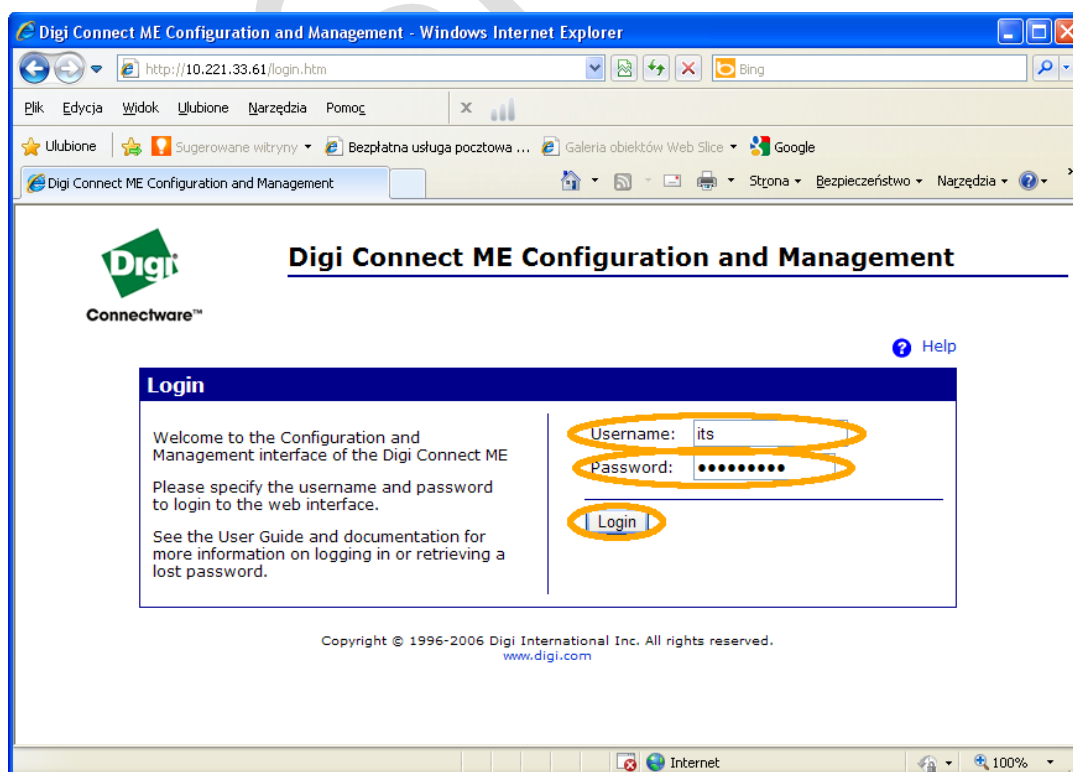 Digi Connect ME Configuration and Management - Windows Internet Explorer
http://10.221.33.61/login.htm
Bing
Plik Edycja Widok Ulubione Narzędzia Pomoc
Ulubione Sugerowane witryny Bezpłatna usługa pocztowa ... Galeria obiektów Web Slice Google
Digi Connect ME Configuration and Management Strona Bezpieczeństwo Narzędzia
Digi
Connectware™
Digi Connect ME Configuration and Management
Help
Login
Welcome to the Configuration and
Management interface of the Digi Connect ME
Please specify the username and password
to login to the web interface.
See the User Guide and documentation for
more information on logging in or retrieving a
lost password.
Username: its
Password: •••••••••
Login
Copyright © 1996-2006 Digi International Inc. All rights reserved.
www.digi.com
Internet 100%